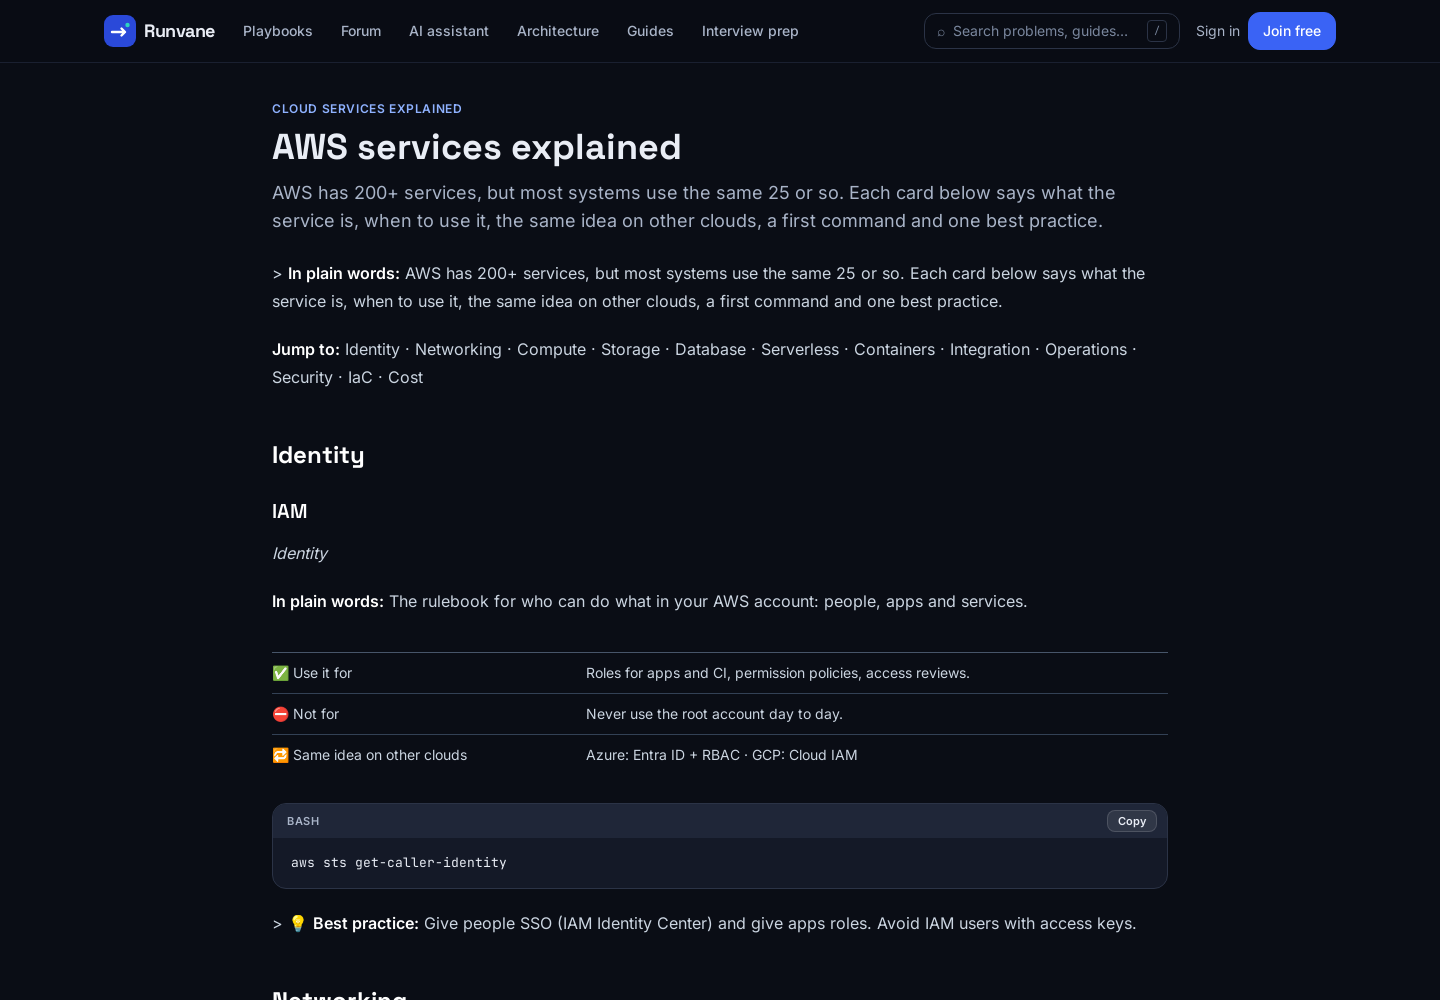 Runvane
Playbooks
Forum
AI assistant
Architecture
Guides
Interview prep
Search problems, guides...
/
Sign in
Join free
CLOUD SERVICES EXPLAINED
AWS services explained
AWS has 200+ services, but most systems use the same 25 or so. Each card below says what the
service is, when to use it, the same idea on other clouds, a first command and one best practice.
> In plain words: AWS has 200+ services, but most systems use the same 25 or so. Each card below says what the
service is, when to use it, the same idea on other clouds, a first command and one best practice.
Jump to: Identity · Networking · Compute · Storage · Database · Serverless · Containers · Integration · Operations ·
Security · IaC · Cost
Identity
IAM
Identity
In plain words: The rulebook for who can do what in your AWS account: people, apps and services.
✅ Use it for Roles for apps and CI, permission policies, access reviews.
⛔ Not for Never use the root account day to day.
🔁 Same idea on other clouds Azure: Entra ID + RBAC · GCP: Cloud IAM
BASH
Copy
aws sts get-caller-identity
> 💡 Best practice: Give people SSO (IAM Identity Center) and give apps roles. Avoid IAM users with access keys.
Networking